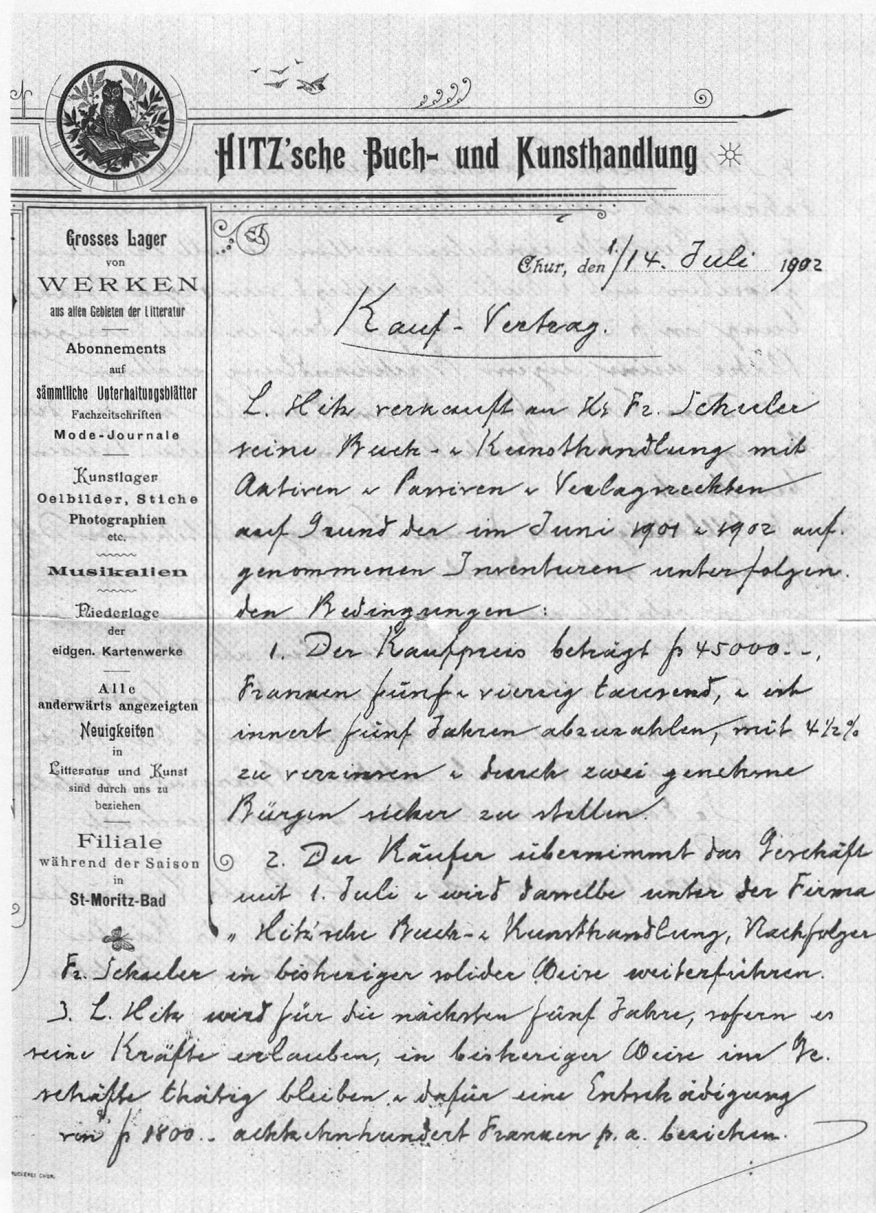 HITZ'sche Buch- und Kunsthandlung
Grosses Lager
von
WERKEN
aus allen Gebieten der Litteratur
Abonnements
auf
sämmtliche Unterhaltungsblätter
Fachzeitschriften
Mode-Journale
Kunstlager
Oelbilder, Stiche
Photographien
etc.
Musikalien
Niederlage
der
eidgen. Kartenwerke
Alle
anderwärts angezeigten
Neuigkeiten
in
Litteratur und Kunst
sind durch uns zu
beziehen
Filiale
während der Saison
in
St-Moritz-Bad
Chur, den 1./14. Juli 1902
Kauf-Vertrag.
L. Hitz verkauft an Hr Fr. Schuler
seine Buch- & Kunsthandlung mit
Aktiven & Passiven & Verlagsrechten
auf Grund der im Juni 1901 & 1902 auf-
genommenen Inventuren unter folgen-
den Bedingungen:
1. Der Kaufpreis beträgt fr 45000.-,
Franken fünf & vierzig tausend, & ist
innert fünf Jahren abzuzahlen, mit 4½%
zu verzinsen & durch zwei genehme
Bürgen sicher zu stellen.
2. Der Käufer übernimmt das Geschäft
mit 1. Juli & wird dasselbe unter der Firma
„Hitz'sche Buch- & Kunsthandlung, Nachfolger
Fr. Schuler in bisheriger solider Weise weiterführen.
3. L. Hitz wird für die nächsten fünf Jahre, sofern es
seine Kräfte erlauben, in bisheriger Weise im Ge-
schäfte thätig bleiben & dafür eine Entschädigung
von fr 1800.- achtzehnhundert Franken p.a. beziehen.